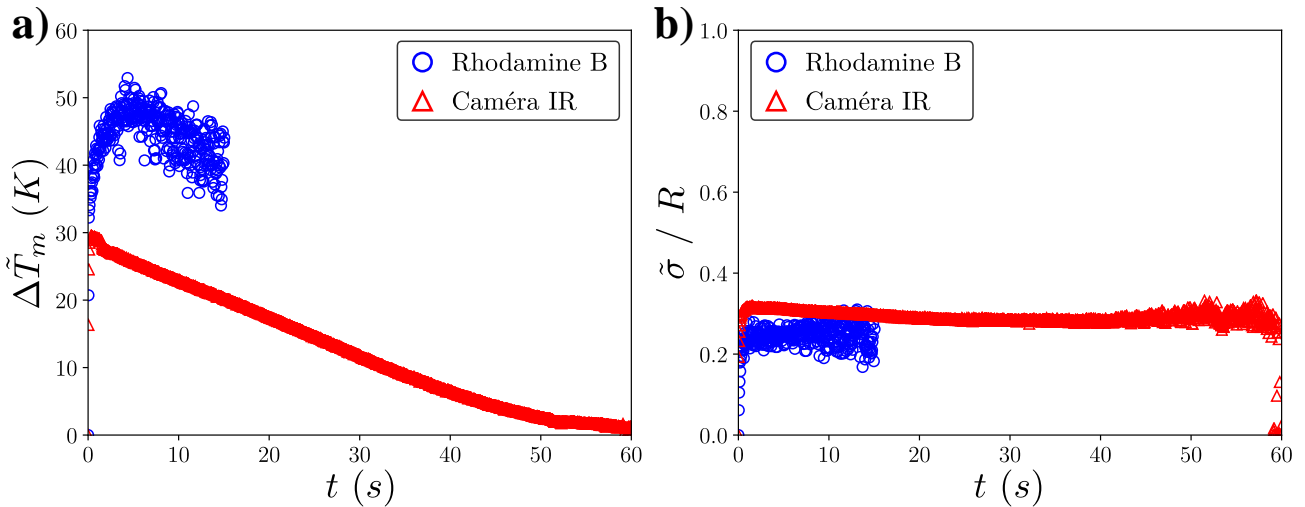 a)
60
50
40
30
20
10
0
0 10 20 30 40 50 60
ΔT̃ₘ (K)
t (s)
Rhodamine B
Caméra IR
b)
1.0
0.8
0.6
0.4
0.2
0.0
0 10 20 30 40 50 60
σ̃ / R
t (s)
Rhodamine B
Caméra IR